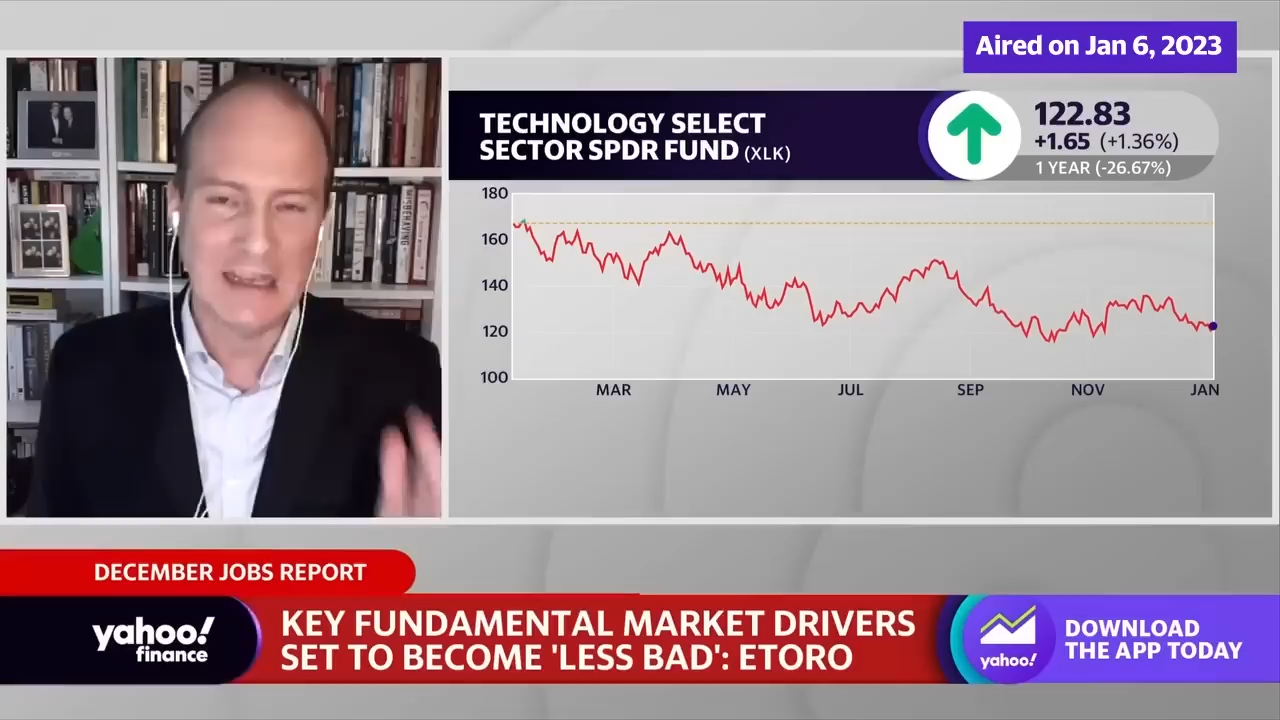 Aired on Jan 6, 2023
TECHNOLOGY SELECT
SECTOR SPDR FUND (XLK)
122.83
+1.65 (+1.36%)
1 YEAR (-26.67%)
180
160
140
120
100
MAR MAY JUL SEP NOV JAN
MISBEHAVING
DECEMBER JOBS REPORT
yahoo!
finance
KEY FUNDAMENTAL MARKET DRIVERS
SET TO BECOME 'LESS BAD': ETORO
yahoo!
DOWNLOAD
THE APP TODAY